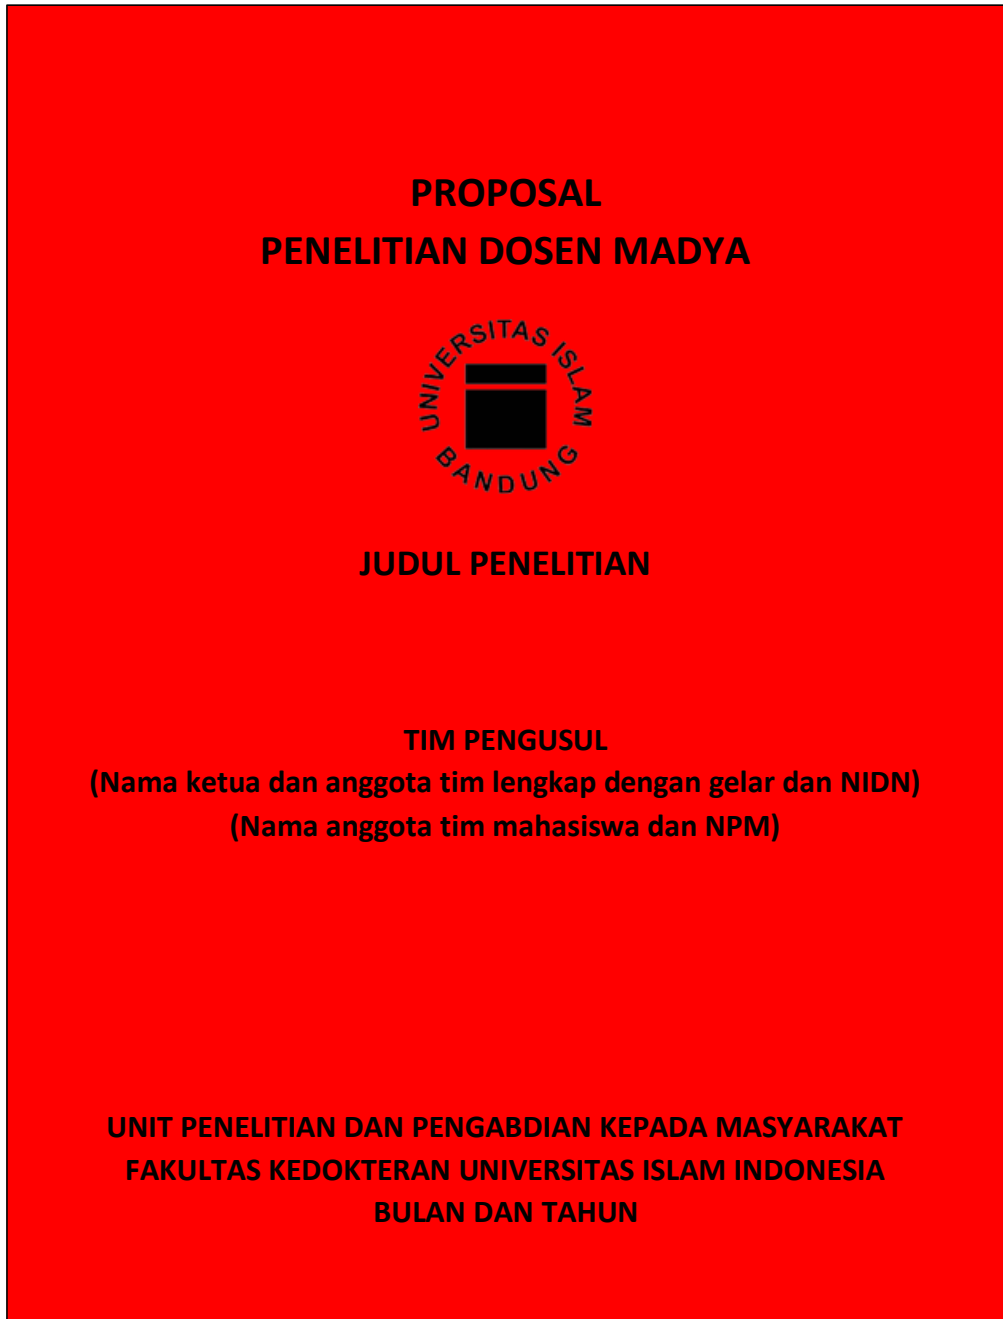 PROPOSAL
PENELITIAN DOSEN MADYA
UNIVERSITAS ISLAM
BANDUNG
JUDUL PENELITIAN
TIM PENGUSUL
(Nama ketua dan anggota tim lengkap dengan gelar dan NIDN)
(Nama anggota tim mahasiswa dan NPM)
UNIT PENELITIAN DAN PENGABDIAN KEPADA MASYARAKAT
FAKULTAS KEDOKTERAN UNIVERSITAS ISLAM INDONESIA
BULAN DAN TAHUN